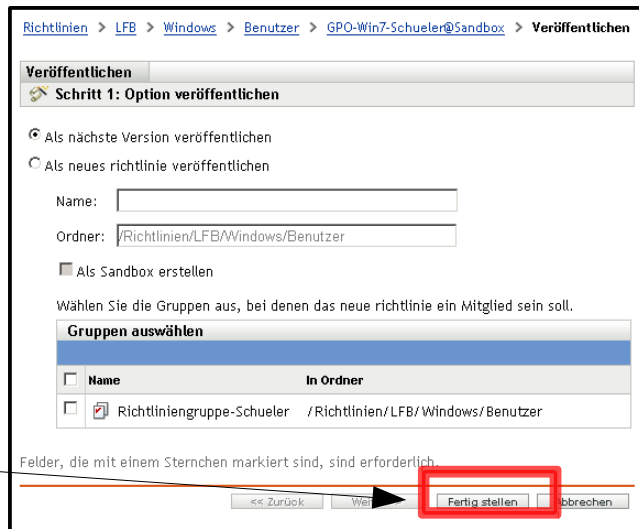 Richtlinien > LFB > Windows > Benutzer > GPO-Win7-Schueler@Sandbox > Veröffentlichen
Veröffentlichen
Schritt 1: Option veröffentlichen
Als nächste Version veröffentlichen
Als neues richtlinie veröffentlichen
Name:
Ordner: /Richtlinien/LFB/Windows/Benutzer
Als Sandbox erstellen
Wählen Sie die Gruppen aus, bei denen das neue richtlinie ein Mitglied sein soll.
Gruppen auswählen
Name In Ordner
Richtliniengruppe-Schueler /Richtlinien/LFB/Windows/Benutzer
Felder, die mit einem Sternchen markiert sind, sind erforderlich.
<< Zurück Fertig stellen Abbrechen